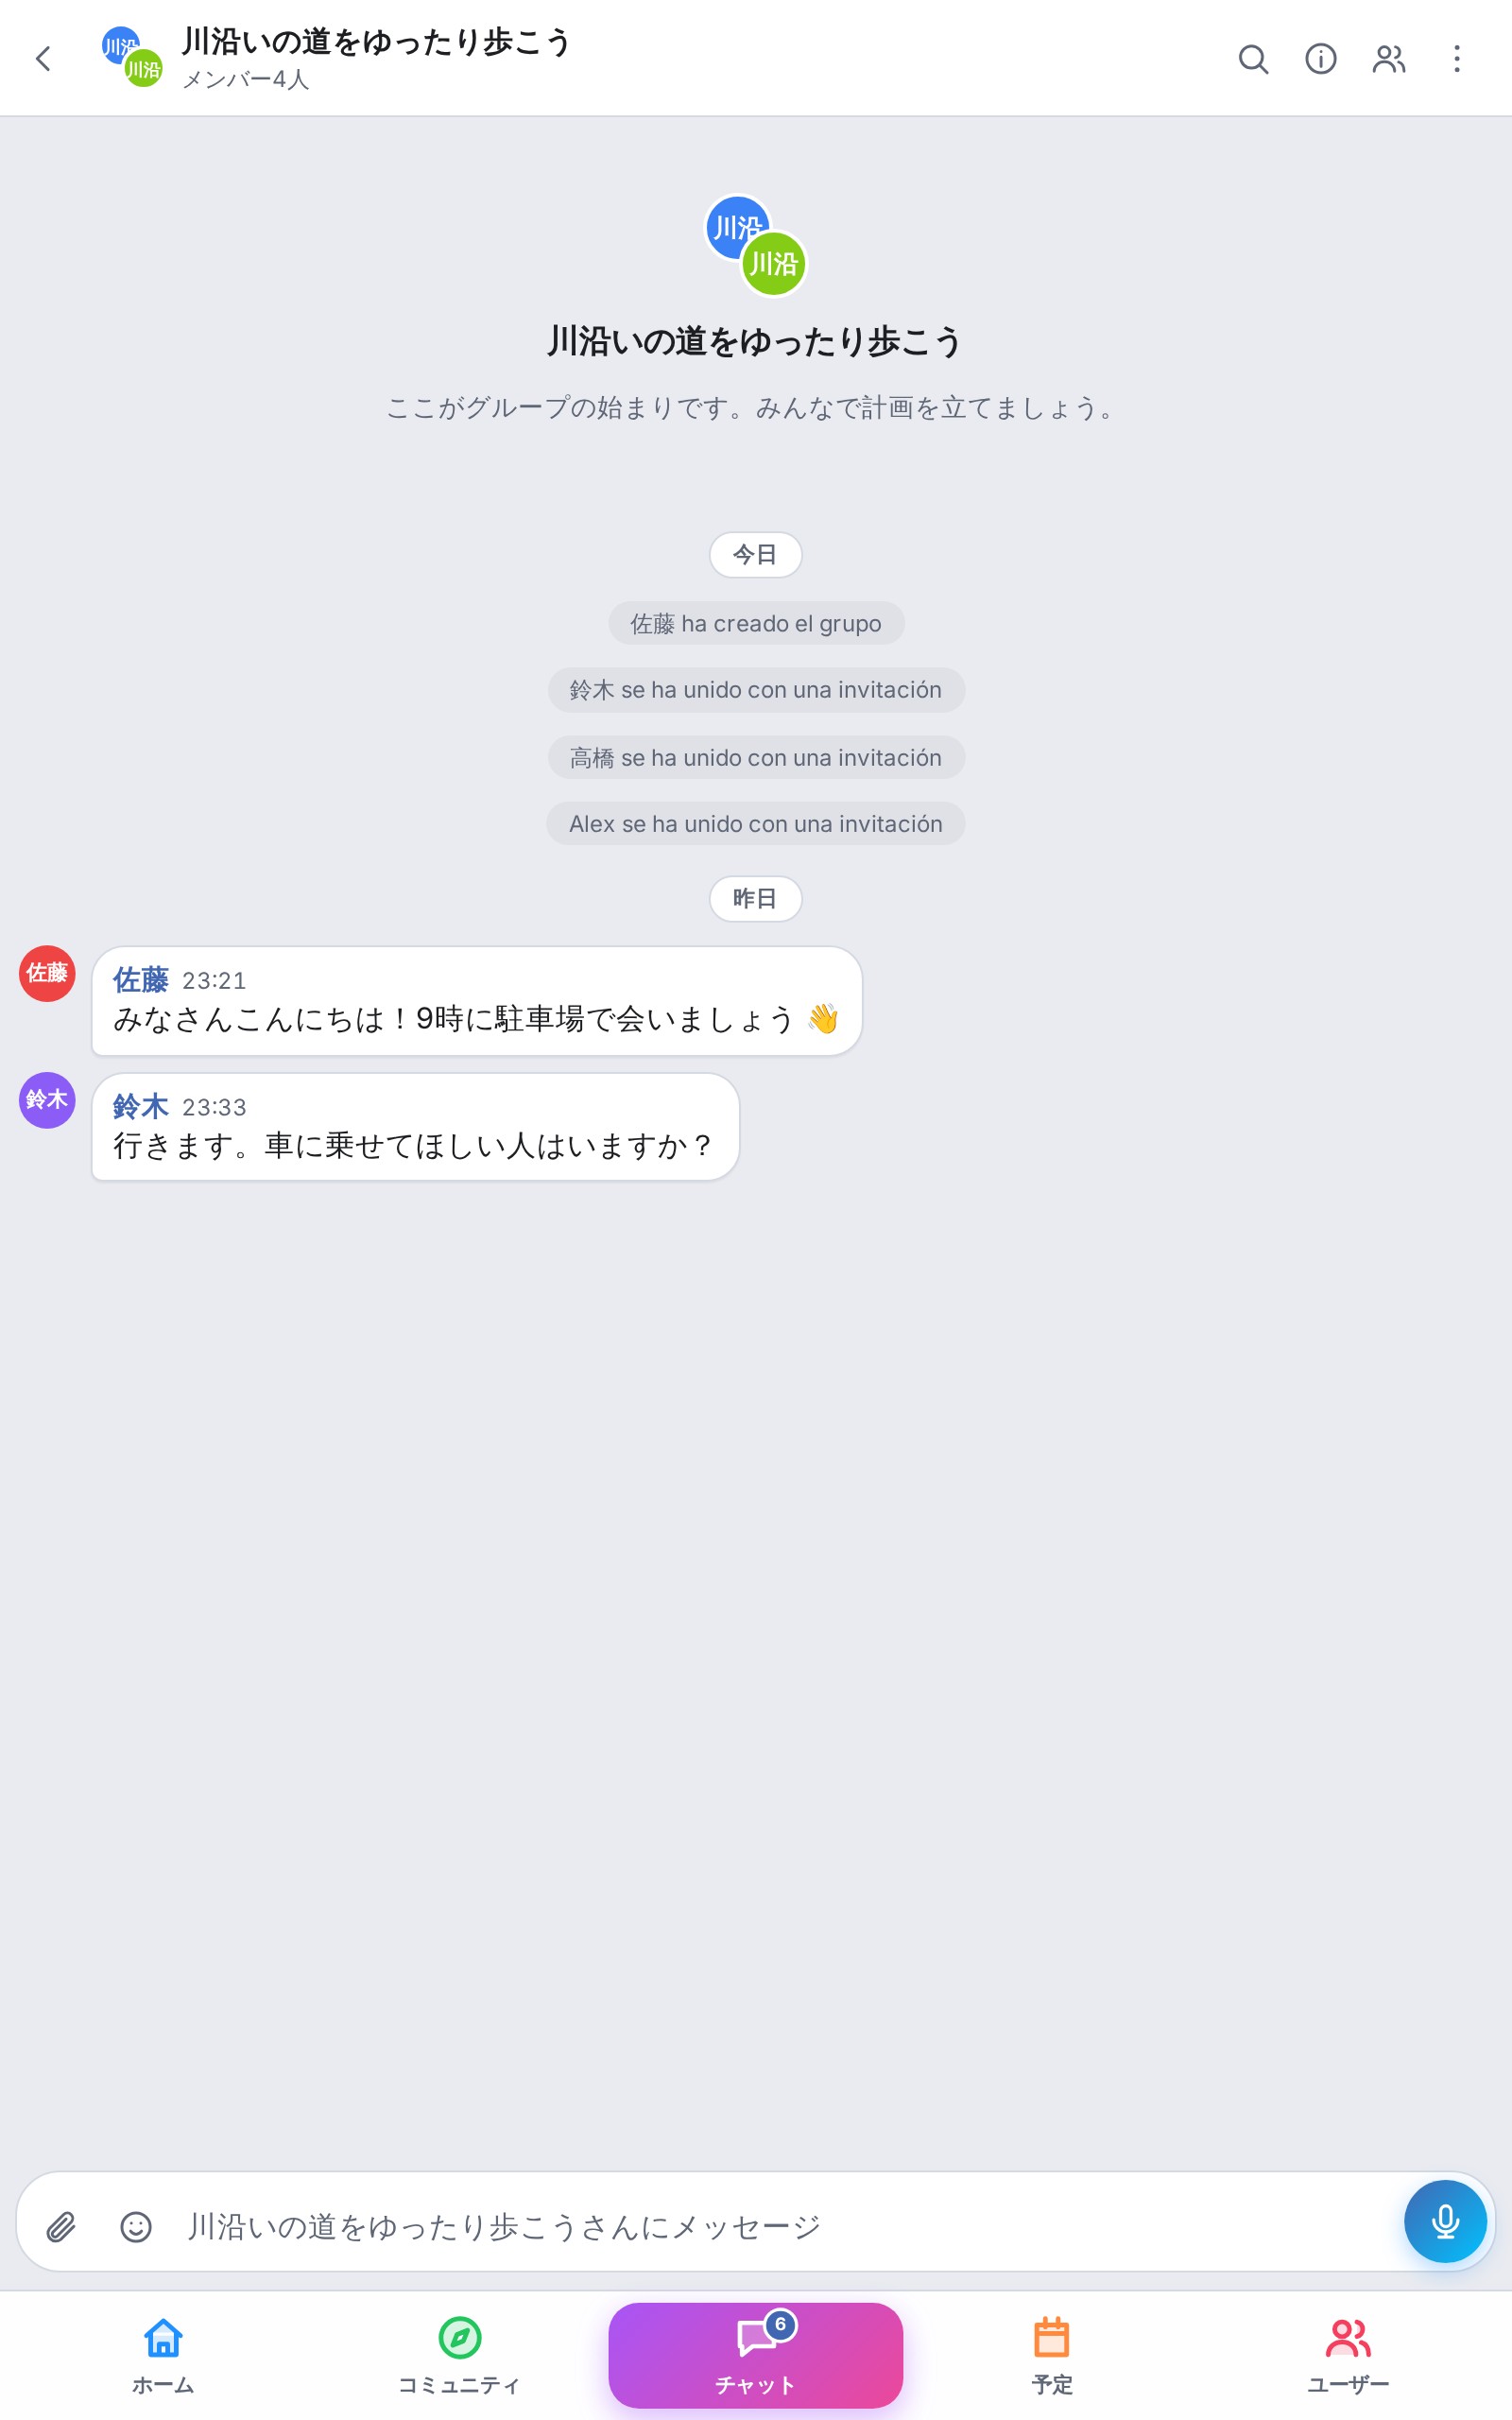 川沿
川沿
川沿いの道をゆったり歩こう
メンバー4人
川沿
川沿
川沿いの道をゆったり歩こう
ここがグループの始まりです。みんなで計画を立てましょう。
今日
佐藤 ha creado el grupo
鈴木 se ha unido con una invitación
高橋 se ha unido con una invitación
Alex se ha unido con una invitación
昨日
佐藤
佐藤 23:21
みなさんこんにちは！9時に駐車場で会いましょう 👋
鈴木
鈴木 23:33
行きます。車に乗せてほしい人はいますか？
川沿いの道をゆったり歩こうさんにメッセージ
ホーム
コミュニティ
6
チャット
予定
ユーザー